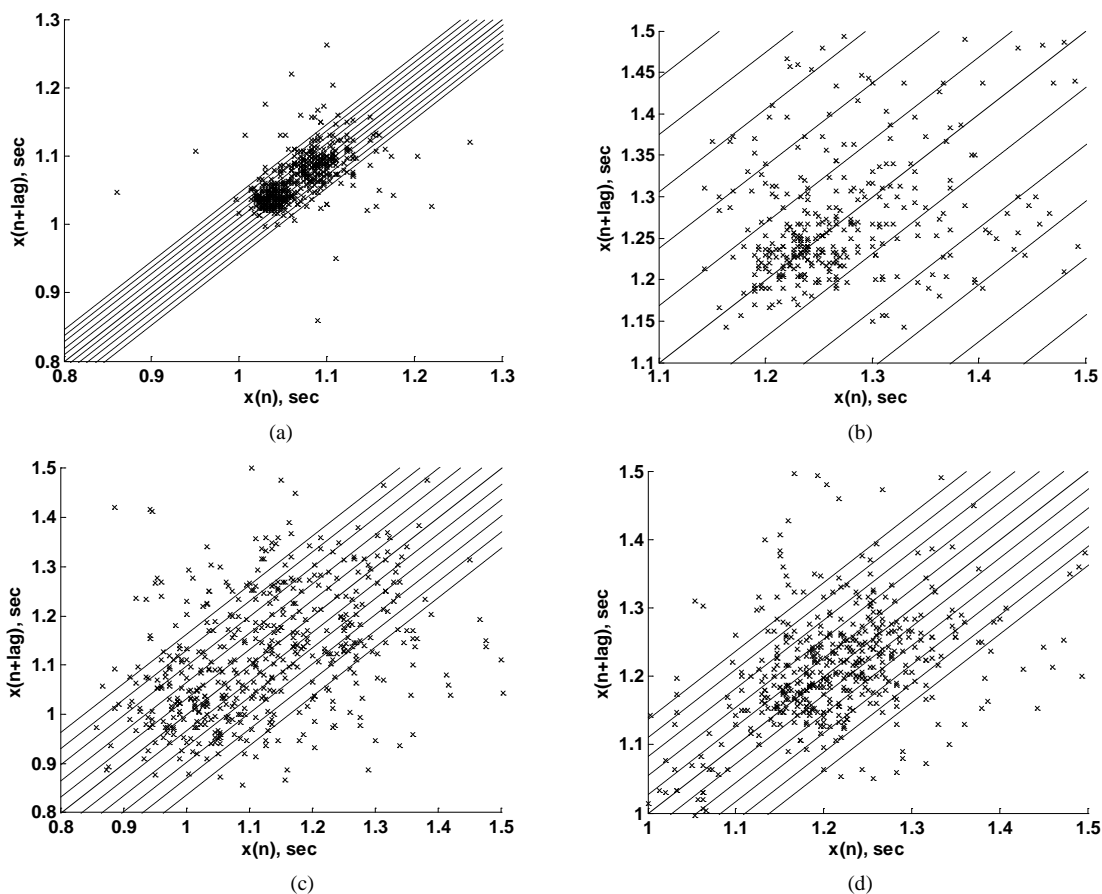 1.3
1.2
1.1
1
0.9
0.8
x(n+lag), sec
0.8 0.9 1 1.1 1.2 1.3
x(n), sec
(a)
1.5
1.45
1.4
1.35
1.3
1.25
1.2
1.15
1.1
x(n+lag), sec
1.1 1.2 1.3 1.4 1.5
x(n), sec
(b)
1.5
1.4
1.3
1.2
1.1
1
0.9
0.8
x(n+lag), sec
0.8 0.9 1 1.1 1.2 1.3 1.4 1.5
x(n), sec
(c)
1.5
1.4
1.3
1.2
1.1
1
x(n+lag), sec
1 1.1 1.2 1.3 1.4 1.5
x(n), sec
(d)